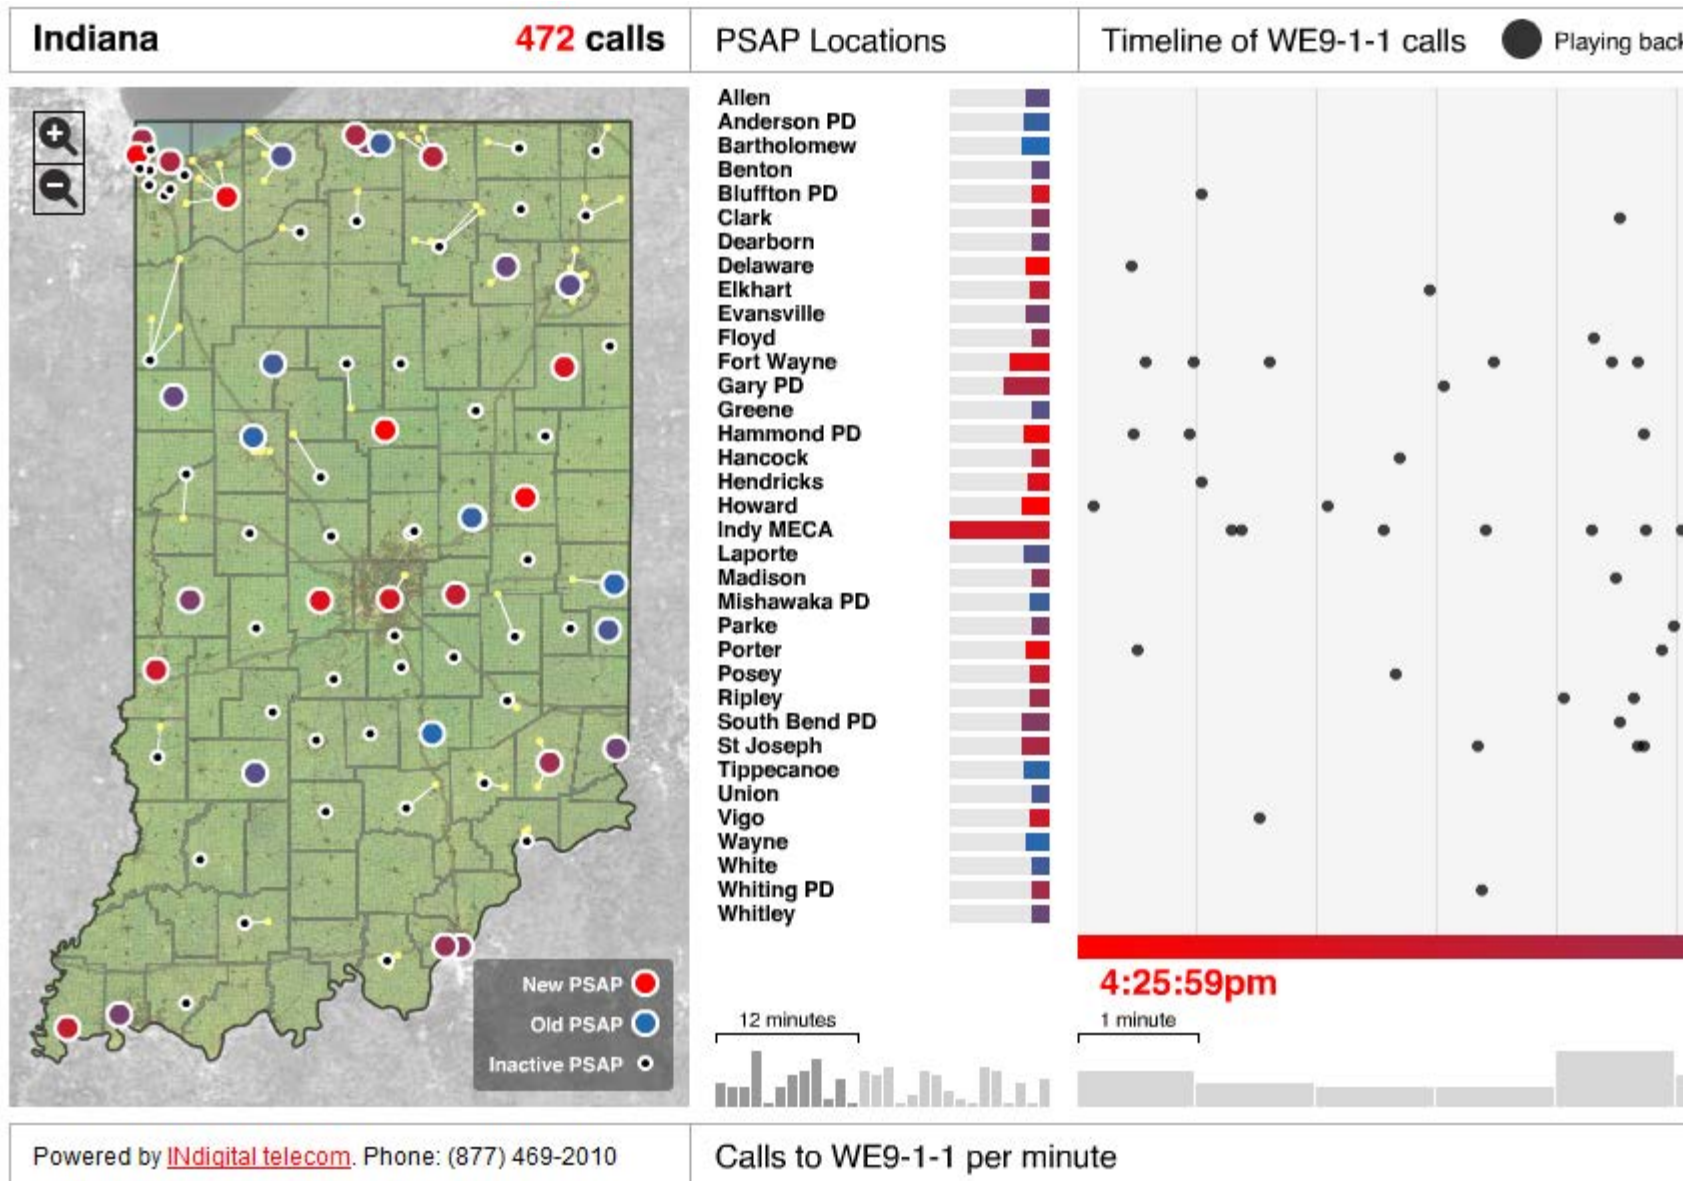 Indiana
472 calls
PSAP Locations
Timeline of WE9-1-1 calls
Playing back
Allen
Anderson PD
Bartholomew
Benton
Bluffton PD
Clark
Dearborn
Delaware
Elkhart
Evansville
Floyd
Fort Wayne
Gary PD
Greene
Hammond PD
Hancock
Hendricks
Howard
Indy MECA
Laporte
Madison
Mishawaka PD
Parke
Porter
Posey
Ripley
South Bend PD
St Joseph
Tippecanoe
Union
Vigo
Wayne
White
Whiting PD
Whitley
New PSAP
Old PSAP
Inactive PSAP
12 minutes
4:25:59pm
1 minute
Powered by INdigital telecom. Phone: (877) 469-2010
Calls to WE9-1-1 per minute